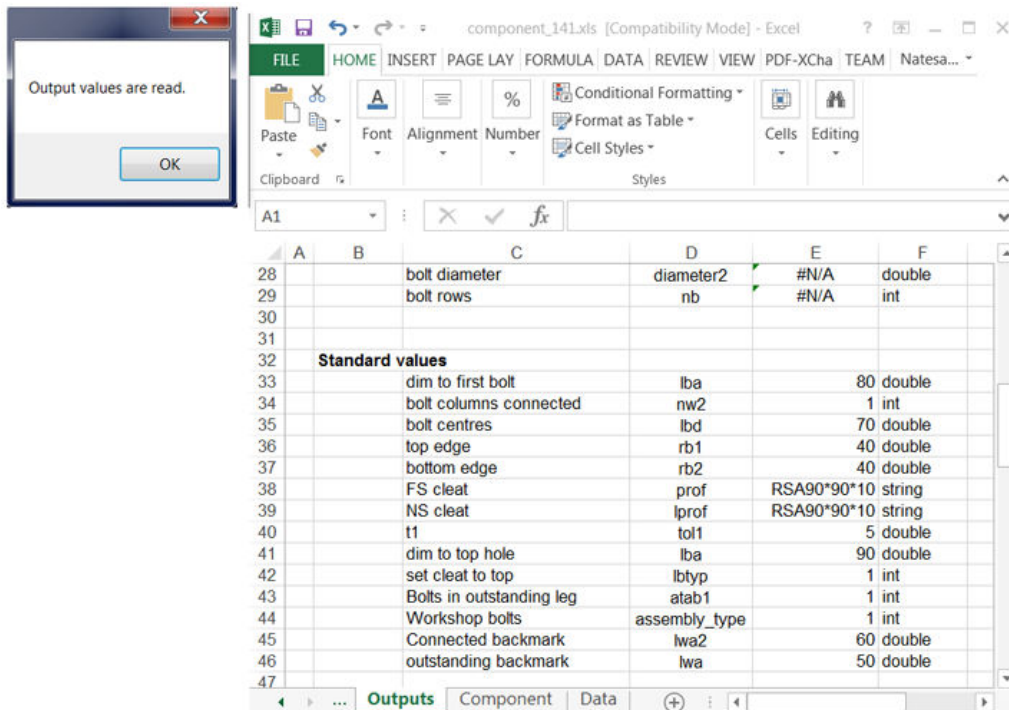 X
Output values are read.
OK
component_141.xls [Compatibility Mode] - Excel
FILE HOME INSERT PAGE LAY FORMULA DATA REVIEW VIEW PDF-XCha TEAM Natesa...
Paste
Font Alignment Number
Conditional Formatting
Format as Table
Cell Styles
Cells Editing
Clipboard Styles
A1 fx
A B C D E F
28 bolt diameter diameter2 #N/A double
29 bolt rows nb #N/A int
30
31
32 Standard values
33 dim to first bolt lba 80 double
34 bolt columns connected nw2 1 int
35 bolt centres lbd 70 double
36 top edge rb1 40 double
37 bottom edge rb2 40 double
38 FS cleat prof RSA90*90*10 string
39 NS cleat lprof RSA90*90*10 string
40 t1 tol1 5 double
41 dim to top hole lba 90 double
42 set cleat to top lbtyp 1 int
43 Bolts in outstanding leg atab1 1 int
44 Workshop bolts assembly_type 1 int
45 Connected backmark lwa2 60 double
46 outstanding backmark lwa 50 double
47
... Outputs Component Data